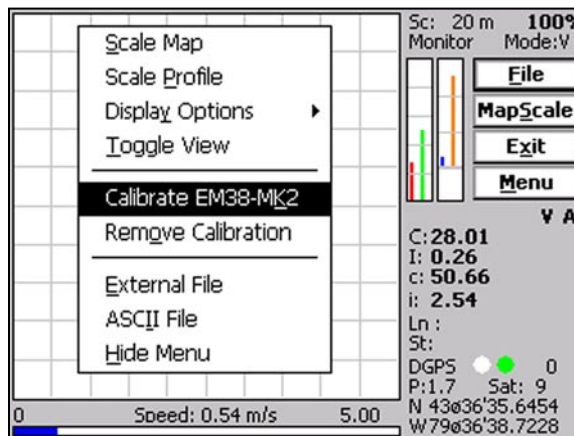 Scale Map
Scale Profile
Display Options
Toggle View
Calibrate EM38-MK2
Remove Calibration
External File
ASCII File
Hide Menu
0 Speed: 0.54 m/s 5.00
Sc: 20 m 100%
Monitor Mode:V
File
MapScale
Exit
Menu
V A
C:28.01
I: 0.26
c: 50.66
i: 2.54
Ln :
St:
DGPS 0
P:1.7 Sat: 9
N 43ø36'35.6454
W79ø36'38.7228